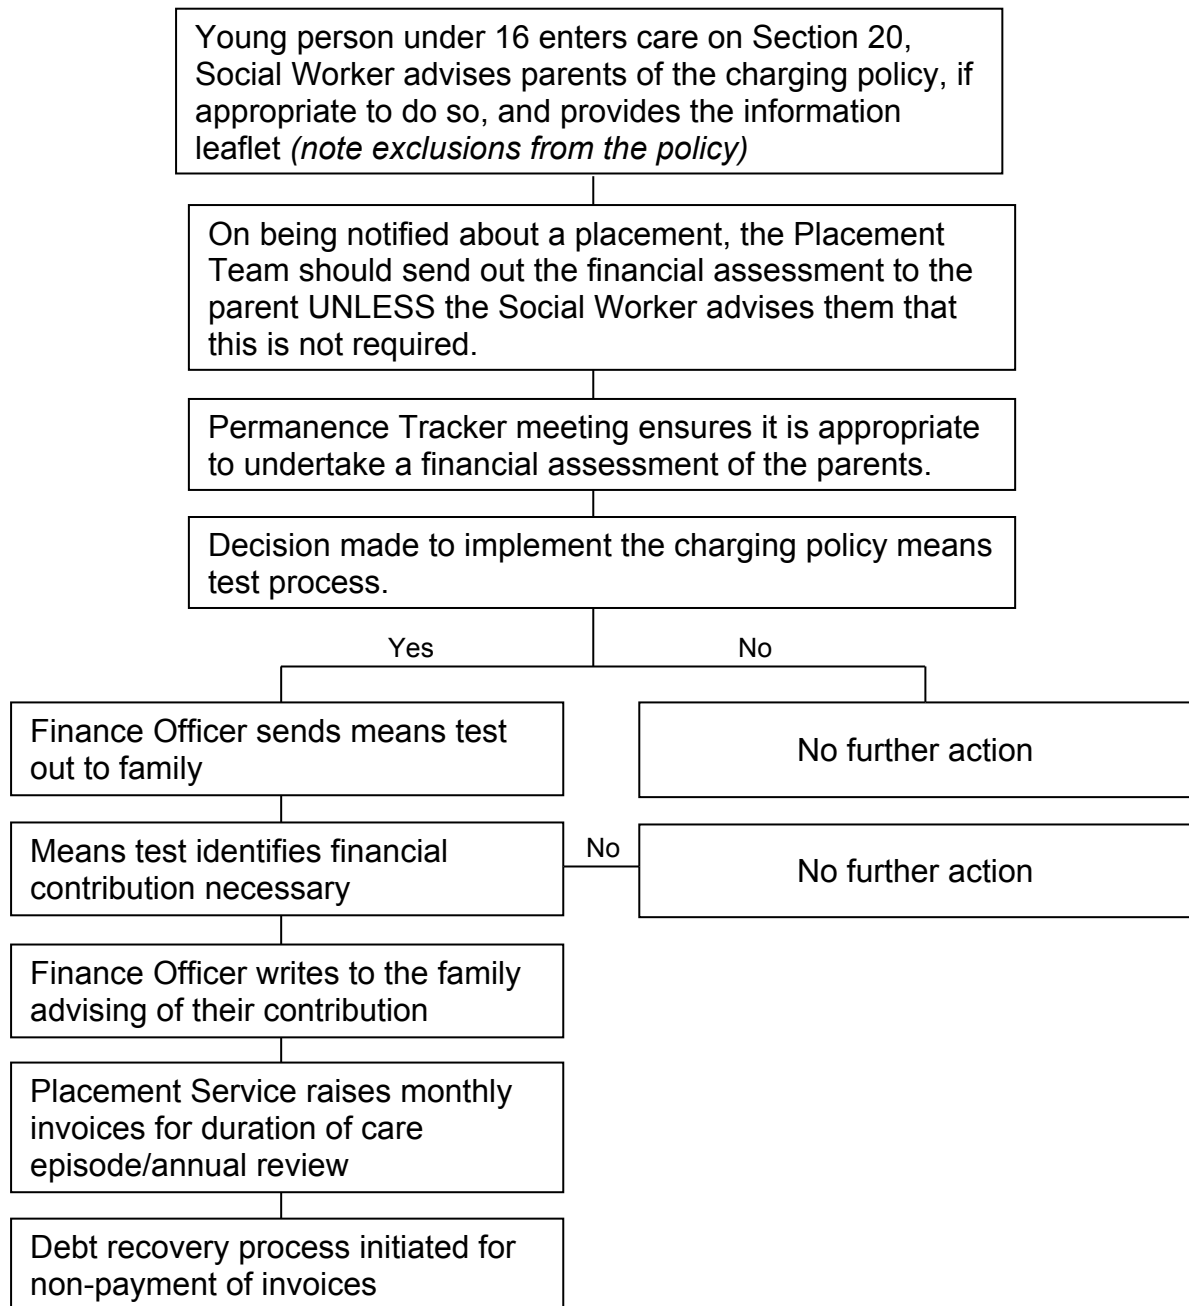 Young person under 16 enters care on Section 20,
Social Worker advises parents of the charging policy, if
appropriate to do so, and provides the information
leaflet (note exclusions from the policy)
On being notified about a placement, the Placement
Team should send out the financial assessment to the
parent UNLESS the Social Worker advises them that
this is not required.
Permanence Tracker meeting ensures it is appropriate
to undertake a financial assessment of the parents.
Decision made to implement the charging policy means
test process.
Yes
No
Finance Officer sends means test
out to family
No further action
Means test identifies financial
contribution necessary
No
No further action
Finance Officer writes to the family
advising of their contribution
Placement Service raises monthly
invoices for duration of care
episode/annual review
Debt recovery process initiated for
non-payment of invoices